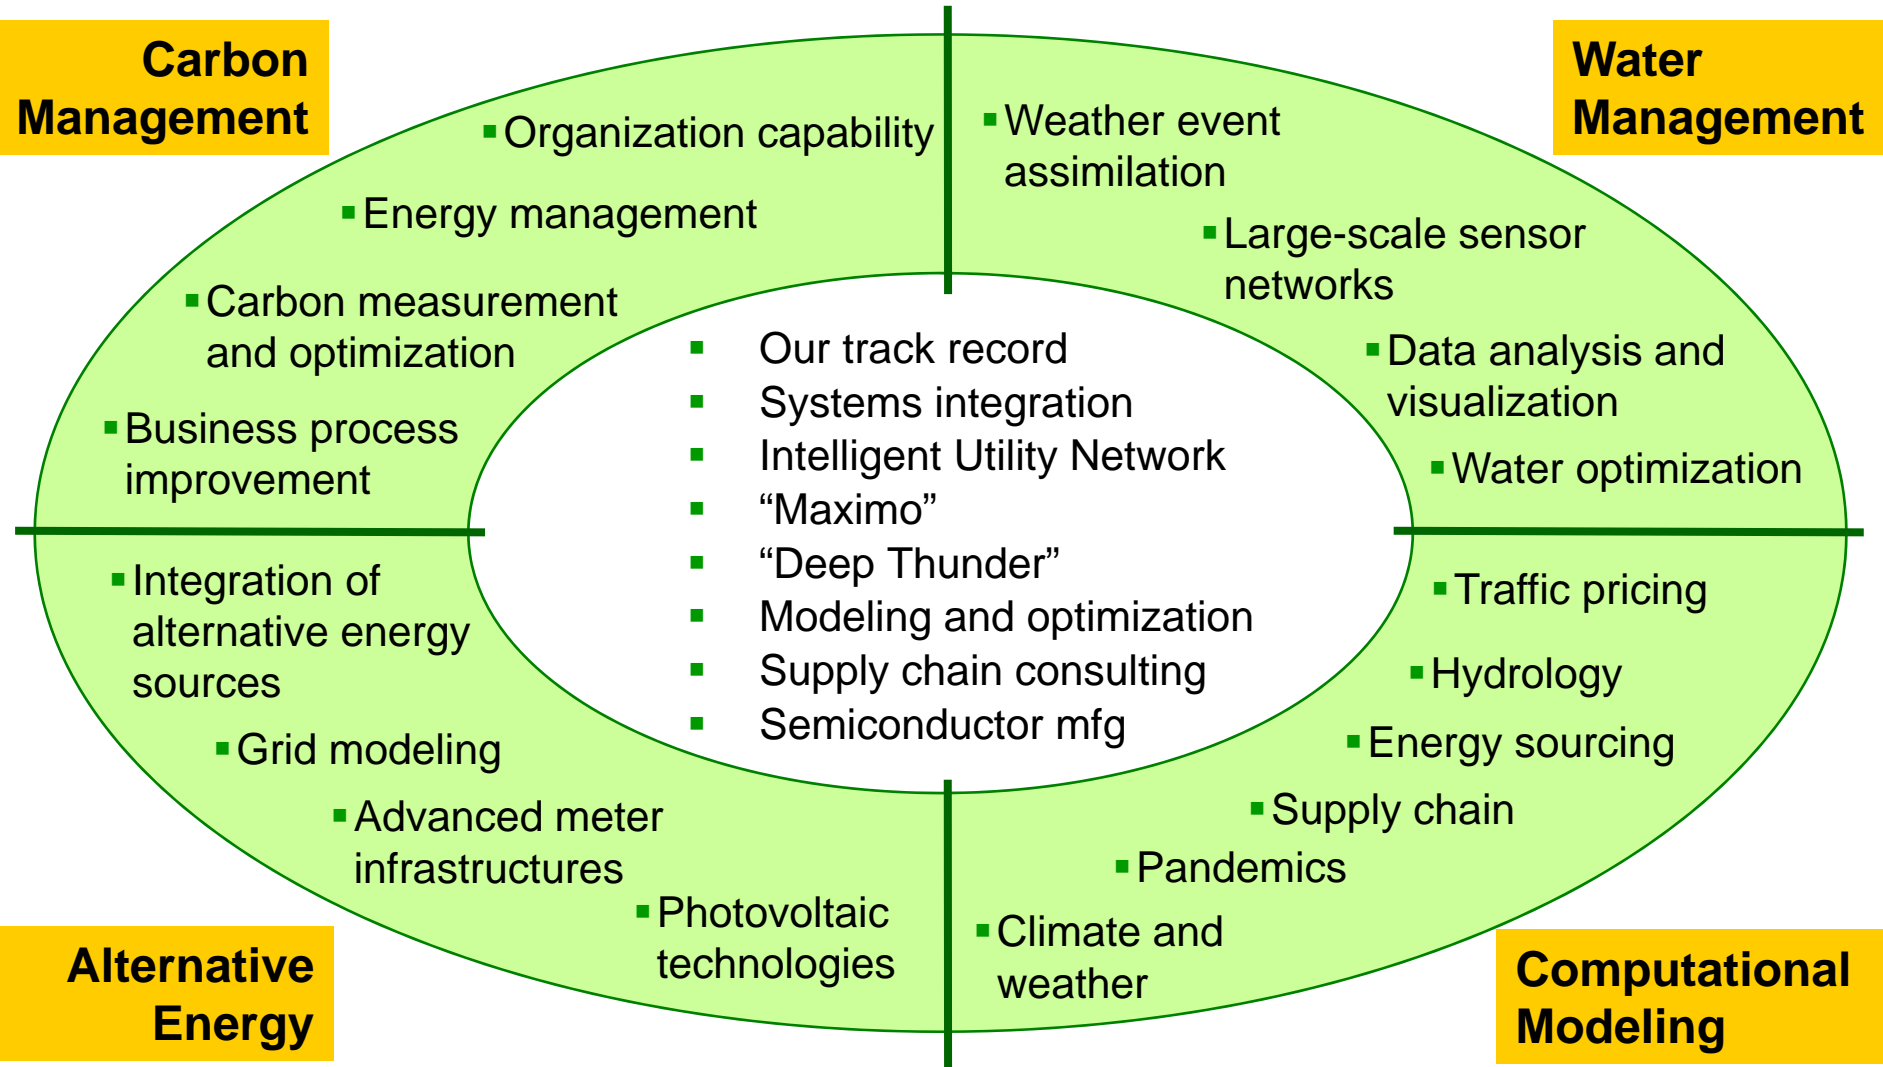 Carbon
Management
▪Organization capability
▪Energy management
▪Carbon measurement
and optimization
▪Business process
improvement
Water
Management
▪Weather event
assimilation
▪Large-scale sensor
networks
▪Data analysis and
visualization
▪Water optimization
▪ Our track record
▪ Systems integration
▪ Intelligent Utility Network
▪ “Maximo”
▪ “Deep Thunder”
▪ Modeling and optimization
▪ Supply chain consulting
▪ Semiconductor mfg
▪Integration of
alternative energy
sources
▪Grid modeling
▪Advanced meter
infrastructures
▪Photovoltaic
technologies
Alternative
Energy
▪Traffic pricing
▪Hydrology
▪Energy sourcing
▪Supply chain
▪Pandemics
▪Climate and
weather
Computational
Modeling